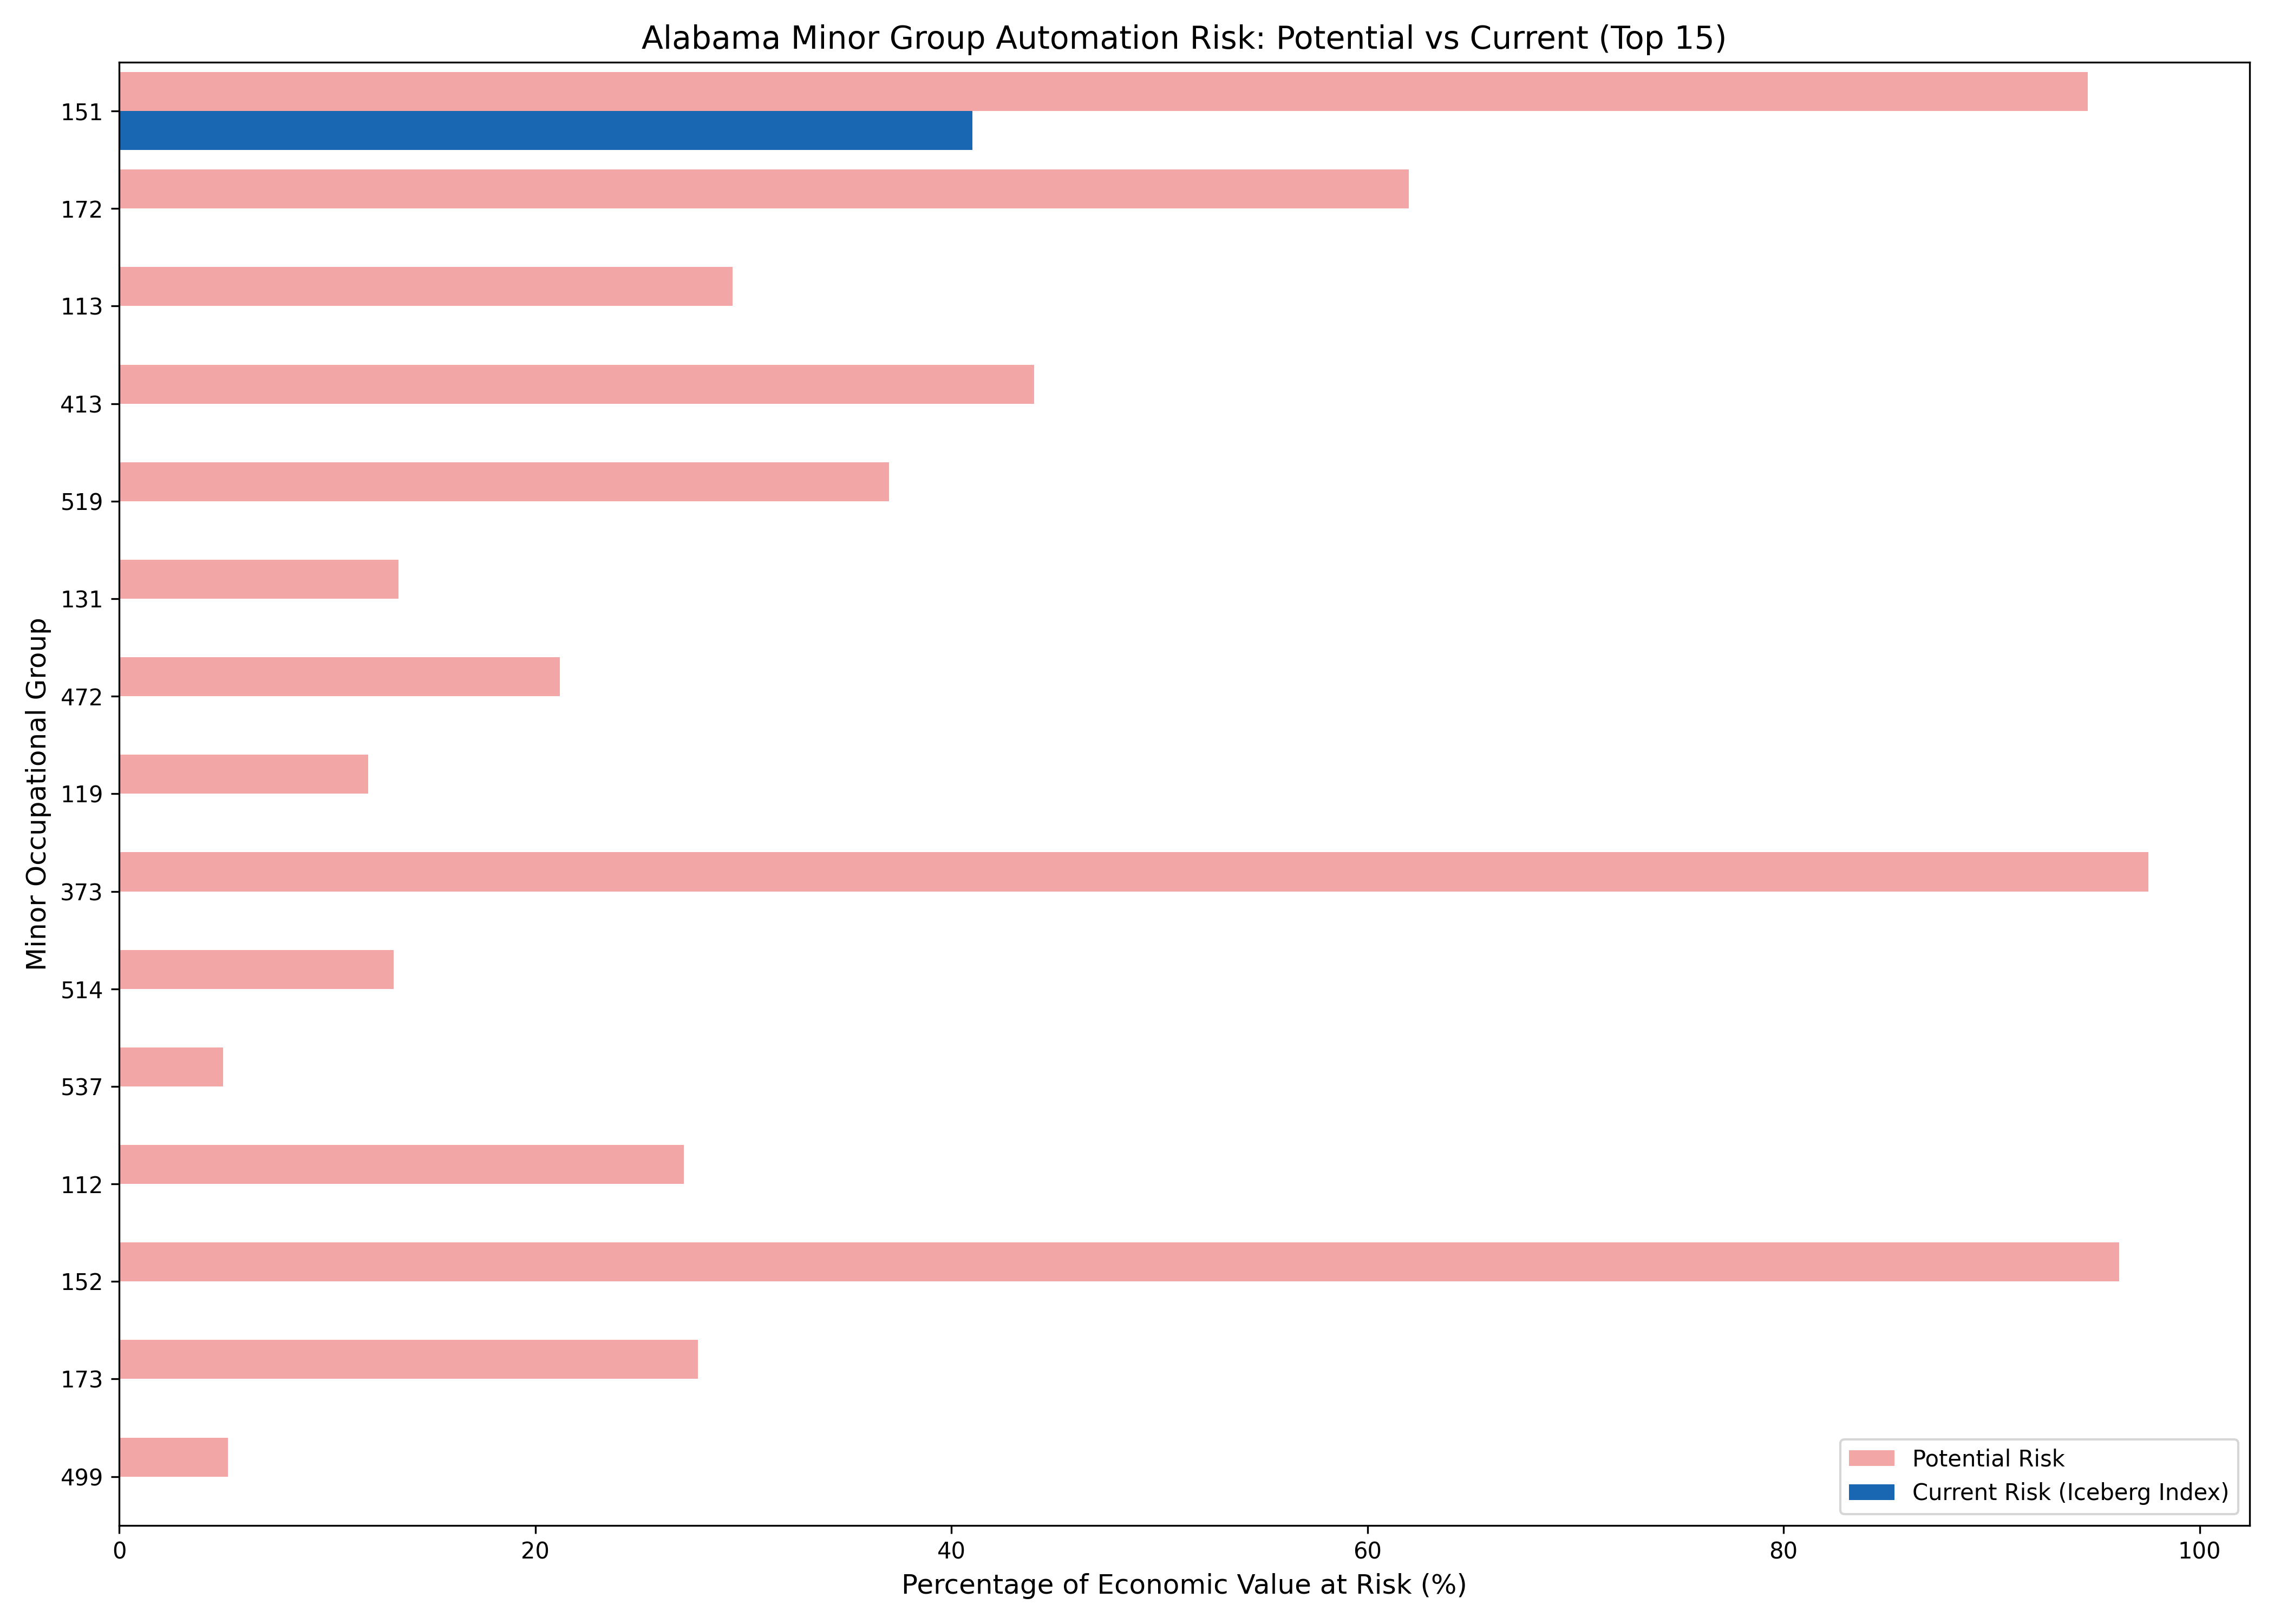 Alabama Minor Group Automation Risk: Potential vs Current (Top 15)
Minor Occupational Group
151
172
113
413
519
131
472
119
373
514
537
112
152
173
499
Potential Risk
Current Risk (Iceberg Index)
0 20 40 60 80 100
Percentage of Economic Value at Risk (%)